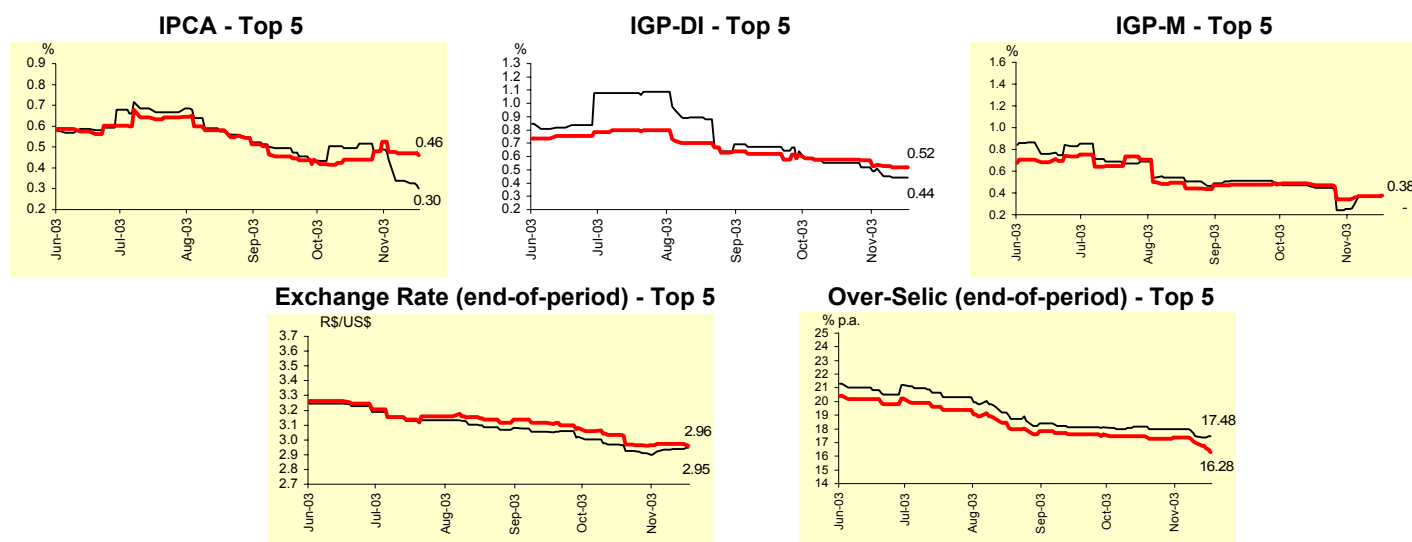 IPCA - Top 5
%
0.9
0.8
0.7
0.6
0.5
0.4
0.3
0.2
0.46
0.30
Jun-03
Jul-03
Aug-03
Sep-03
Oct-03
Nov-03
IGP-DI - Top 5
%
1.3
1.2
1.1
1.0
0.9
0.8
0.7
0.6
0.5
0.4
0.3
0.2
0.52
0.44
Jun-03
Jul-03
Aug-03
Sep-03
Oct-03
Nov-03
IGP-M - Top 5
%
1.6
1.4
1.2
1.0
0.8
0.6
0.4
0.2
0.38
-
Jun-03
Jul-03
Aug-03
Sep-03
Oct-03
Nov-03
Exchange Rate (end-of-period) - Top 5
R$/US$
3.7
3.6
3.5
3.4
3.3
3.2
3.1
3.0
2.9
2.8
2.7
2.96
2.95
Jun-03
Jul-03
Aug-03
Sep-03
Oct-03
Nov-03
Over-Selic (end-of-period) - Top 5
% p.a.
25
24
23
22
21
20
19
18
17
16
15
14
17.48
16.28
Jun-03
Jul-03
Aug-03
Sep-03
Oct-03
Nov-03